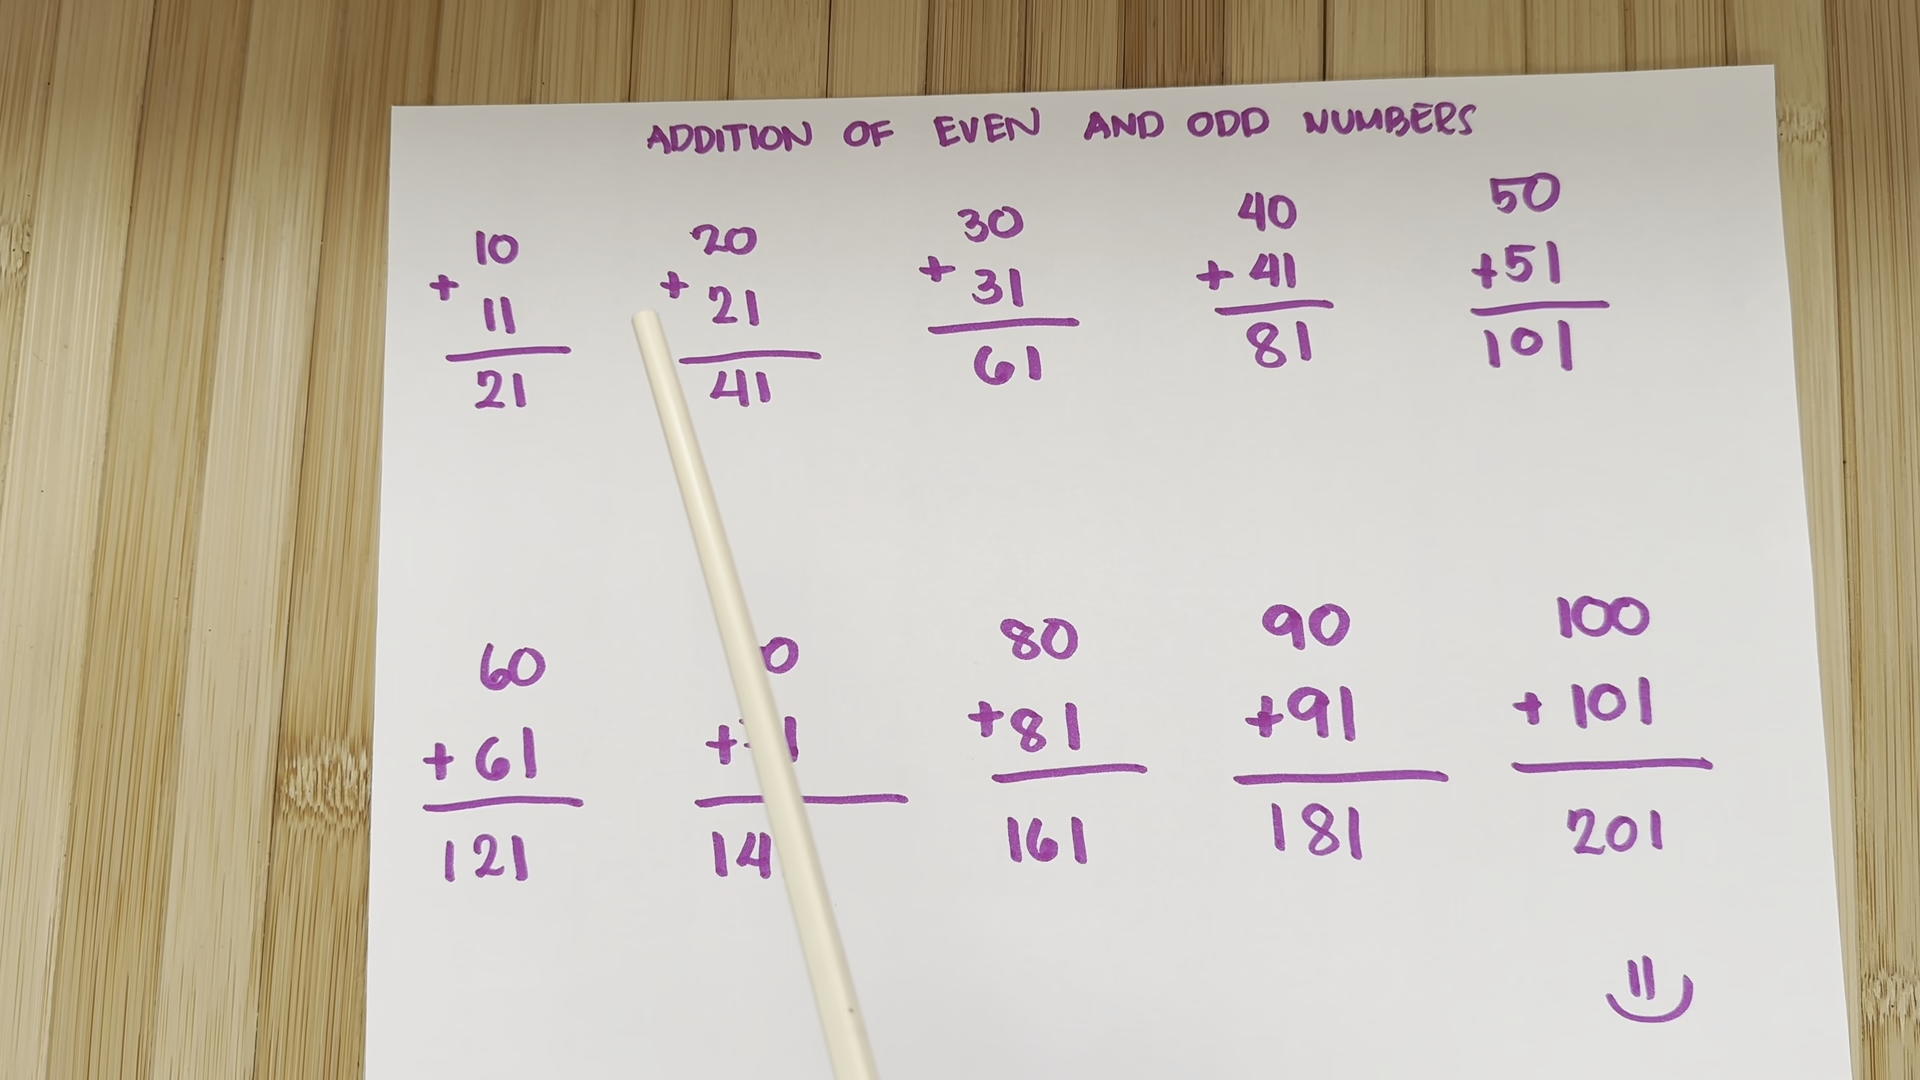 ADDITION OF EVEN AND ODD NUMBERS
10 20 30 40 50
+ 11 + 21 + 31 + 41 +51
21 41 61 81 101
60 80 90 100
+61 +81 +91 + 101
121 161 181 201